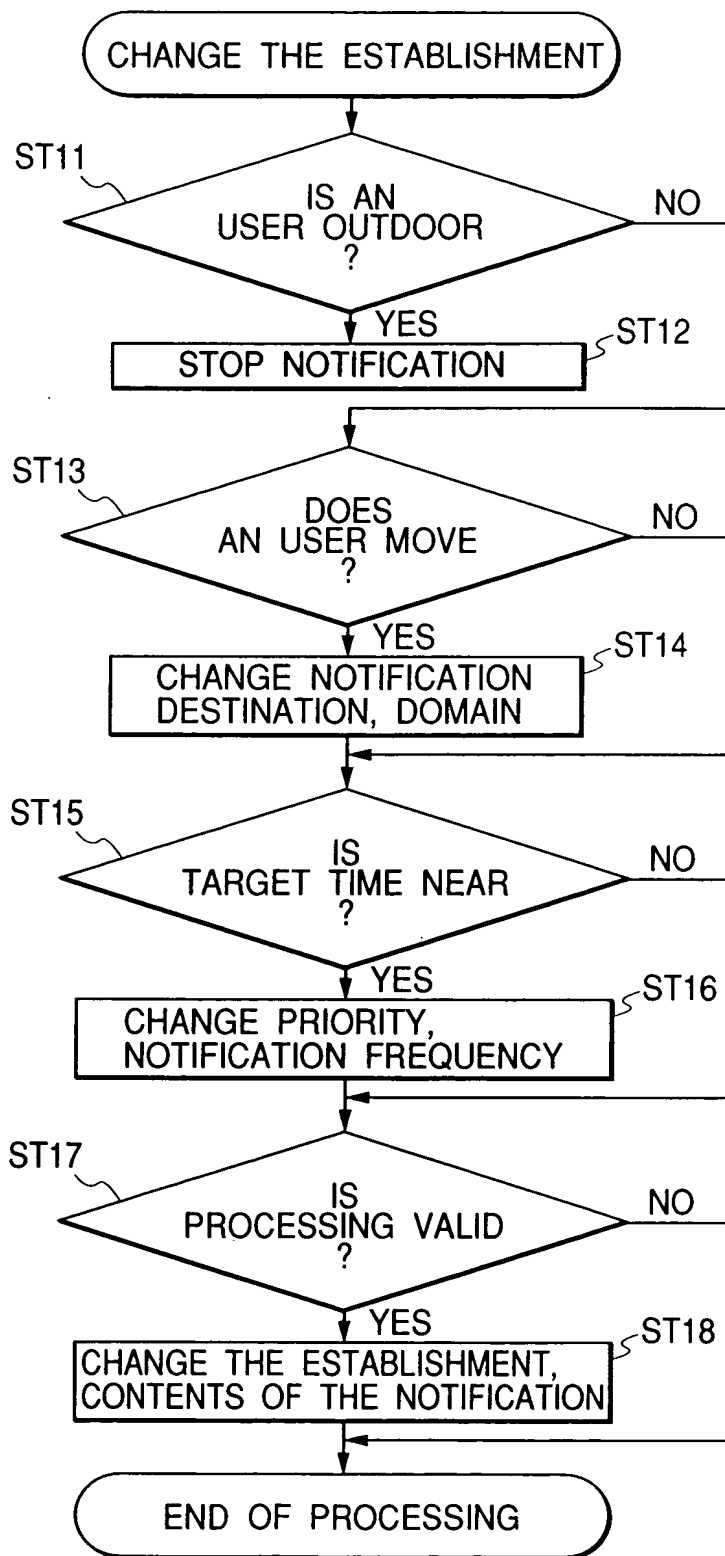 CHANGE THE ESTABLISHMENT
ST11
IS AN
USER OUTDOOR
?
NO
YES
ST12
STOP NOTIFICATION
ST13
DOES
AN USER MOVE
?
NO
YES
ST14
CHANGE NOTIFICATION
DESTINATION, DOMAIN
ST15
IS
TARGET TIME NEAR
?
NO
YES
ST16
CHANGE PRIORITY,
NOTIFICATION FREQUENCY
ST17
IS
PROCESSING VALID
?
NO
YES
ST18
CHANGE THE ESTABLISHMENT,
CONTENTS OF THE NOTIFICATION
END OF PROCESSING